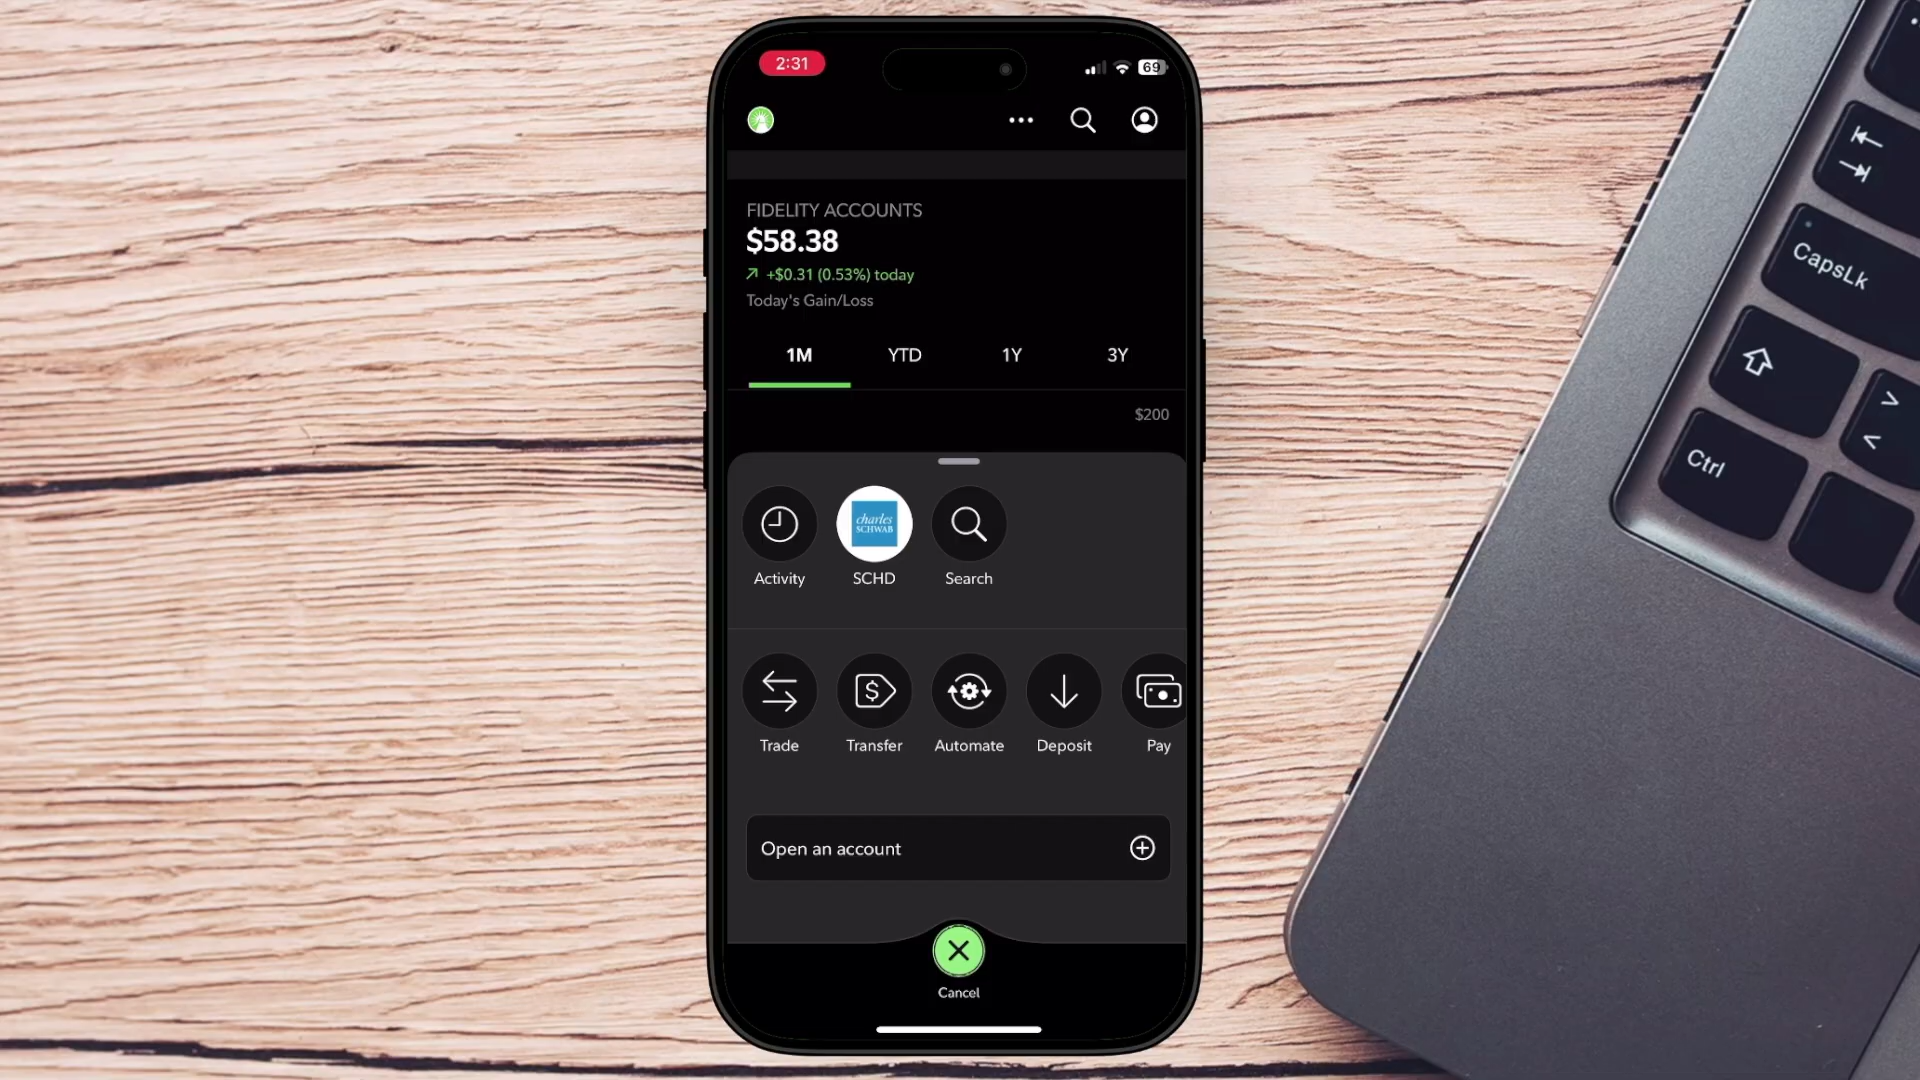 2:31
69
FIDELITY ACCOUNTS
$58.38
+$0.31 (0.53%) today
Today's Gain/Loss
1M YTD 1Y 3Y
$200
charles
SCHWAB
Activity SCHD Search
$
Trade Transfer Automate Deposit Pay
Open an account
Cancel
CapsLk
Ctrl
>
<